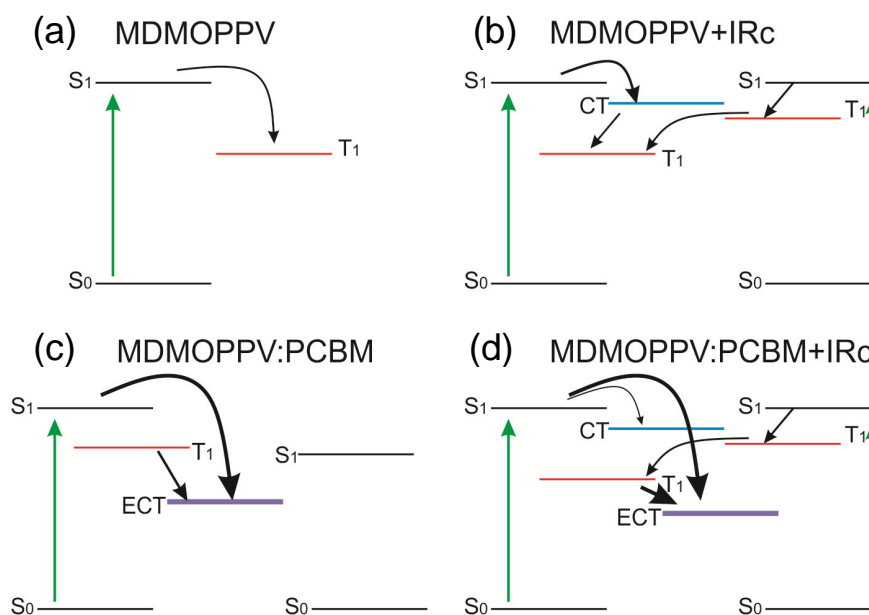 (a) MDMOPPV
S1
T1
S0
(b) MDMOPPV+IRc
S1 S1
CT
T1
T1
S0 S0
(c) MDMOPPV:PCBM
S1
T1
S1
ECT
S0 S0
(d) MDMOPPV:PCBM+IRc
S1 S1
CT
T1
T1
ECT
S0 S0